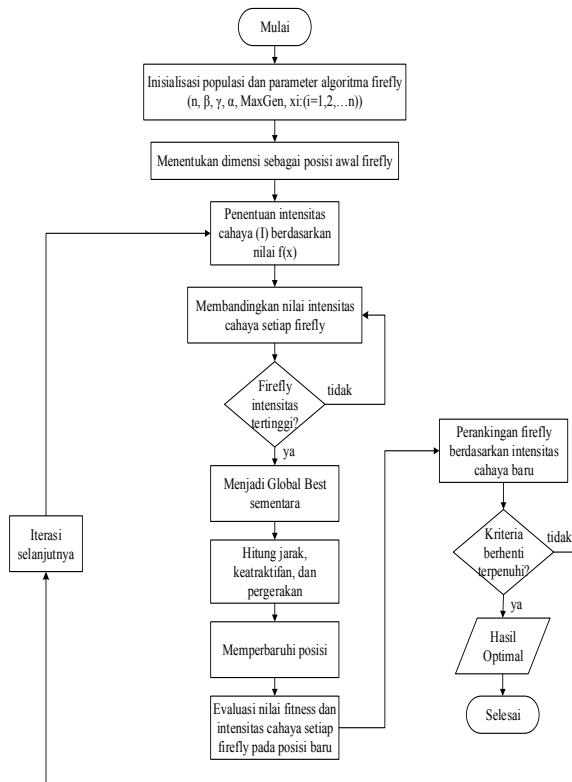 Mulai
Inisialisasi populasi dan parameter algoritma firefly
(n, β, γ, α, MaxGen, xi:(i=1,2,…n))
Menentukan dimensi sebagai posisi awal firefly
Penentuan intensitas
cahaya (I) berdasarkan
nilai f(x)
Membandingkan nilai intensitas
cahaya setiap firefly
Firefly
intensitas
tertinggi?
tidak
ya
Menjadi Global Best
sementara
Hitung jarak,
keatraktifan, dan
pergerakan
Memperbaruhi posisi
Evaluasi nilai fitness dan
intensitas cahaya setiap
firefly pada posisi baru
Iterasi
selanjutnya
Perankingan firefly
berdasarkan intensitas
cahaya baru
Kriteria
berhenti
terpenuhi?
tidak
ya
Hasil
Optimal
Selesai